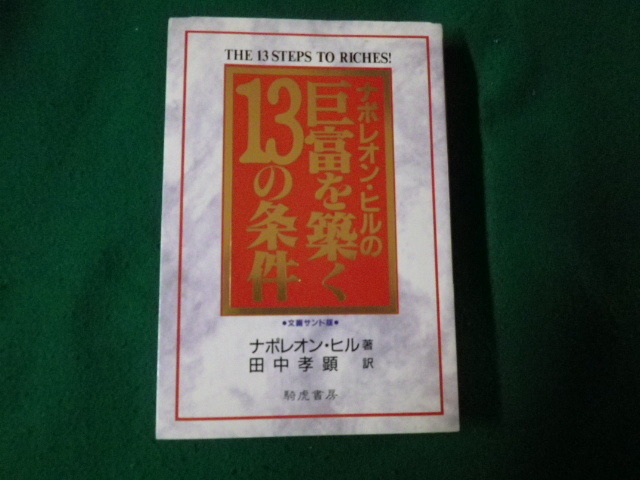 THE 13 STEPS TO RICHES!
ナポレオン・ヒルの
巨富を築く
13の条件
●文書サント版●
ナポレオン・ヒル 著
田中孝顕 訳
騎虎書房